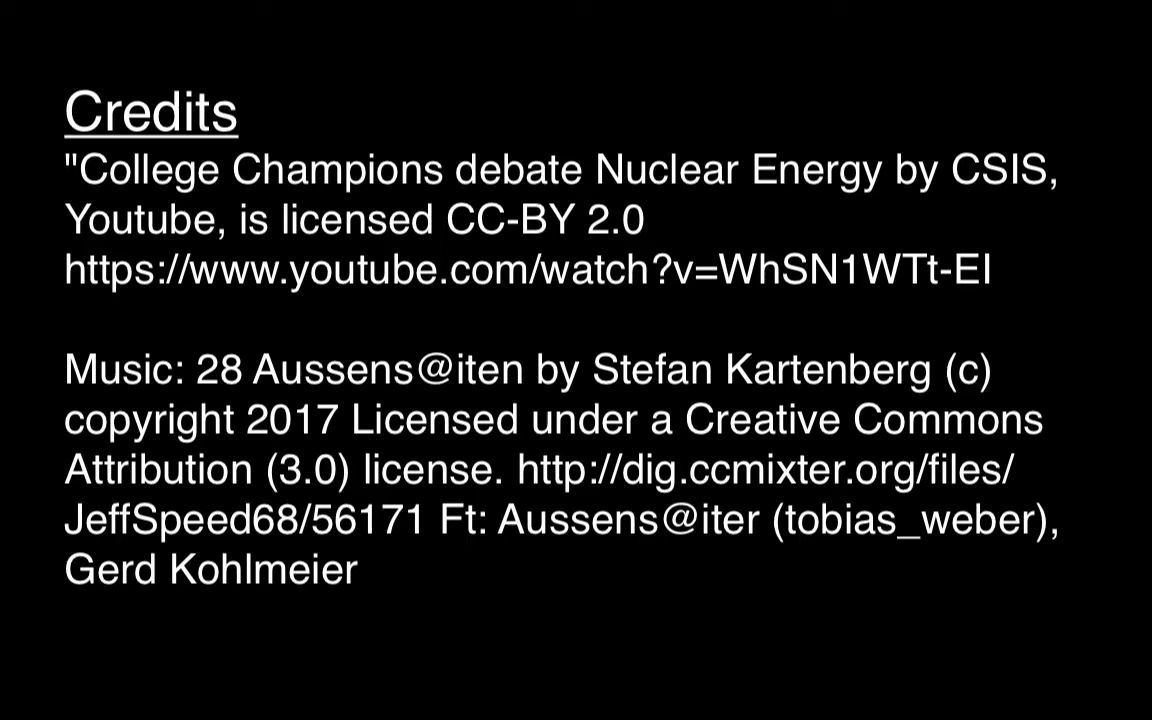 Credits
"College Champions debate Nuclear Energy by CSIS,
Youtube, is licensed CC-BY 2.0
https://www.youtube.com/watch?v=WhSN1WTt-EI
Music: 28 Aussens@iten by Stefan Kartenberg (c)
copyright 2017 Licensed under a Creative Commons
Attribution (3.0) license. http://dig.ccmixter.org/files/
JeffSpeed68/56171 Ft: Aussens@iter (tobias_weber),
Gerd Kohlmeier